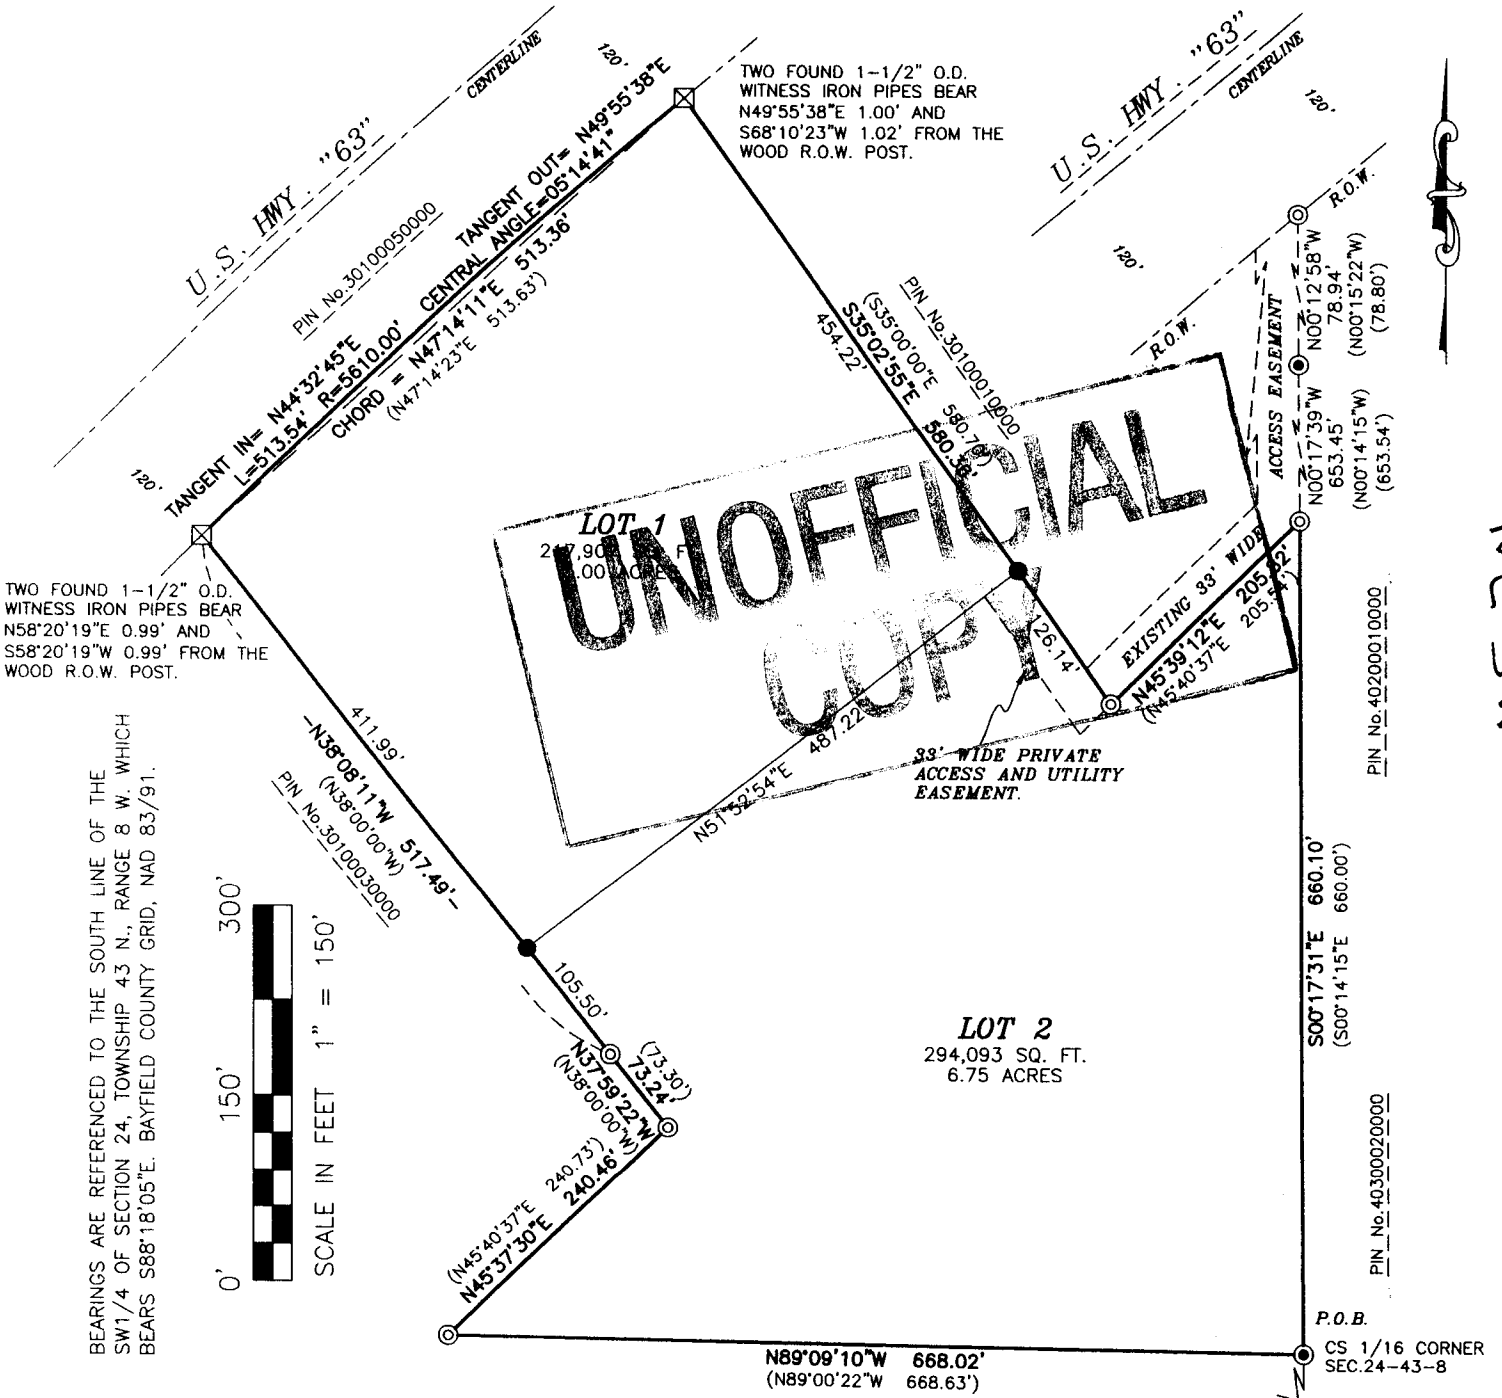 U.S. HWY. "63"
CENTERLINE
120'
TWO FOUND 1-1/2" O.D.
WITNESS IRON PIPES BEAR
N49°55'38"E 1.00' AND
S68°10'23"W 1.02' FROM THE
WOOD R.O.W. POST.
U.S. HWY. "63"
CENTERLINE
120'
120'
R.O.W.
R.O.W.
PIN No.30100050000
TANGENT OUT= N49°55'38"E
CENTRAL ANGLE=05°14'41"
TANGENT IN= N44°32'45"E
L=513.54' R=5610.00'
CHORD = N47°14'11"E 513.36'
(N47°14'23"E 513.63')
120'
TWO FOUND 1-1/2" O.D.
WITNESS IRON PIPES BEAR
N58°20'19"E 0.99' AND
S58°20'19"W 0.99' FROM THE
WOOD R.O.W. POST.
PIN No.30100010000
(S35°00'00"E 580.70')
S35°02'55"E 580.36'
454.22'
126.14'
ACCESS EASEMENT
N00°12'58"W
78.94'
(N00°15'22"W)
(78.80')
N00°17'39"W
653.45'
(N00°14'15"W)
(653.54')
LOT 1
UNOFFICIAL
COPY
EXISTING 33' WIDE
N45°39'12"E
(N45°40'37"E 205.54')
PIN No.40200010000
33' WIDE PRIVATE
ACCESS AND UTILITY
EASEMENT.
N51°52'54"E 487.22'
411.99'
N38°08'11"W 517.49'
(N38°00'00"W)
PIN No.30100030000
105.50'
(73.30')
73.24'
N37°59'22"W
(N38°00'00"W)
(N45°40'37"E 240.73')
N45°37'30"E 240.46'
LOT 2
294,093 SQ. FT.
6.75 ACRES
S00°17'31"E 660.10'
(S00°14'15"E 660.00')
PIN No.40300020000
BEARINGS ARE REFERENCED TO THE SOUTH LINE OF THE
SW1/4 OF SECTION 24, TOWNSHIP 43 N., RANGE 8 W. WHICH
BEARS S88°18'05"E. BAYFIELD COUNTY GRID, NAD 83/91.
0' 150' 300'
SCALE IN FEET 1" = 150'
P.O.B.
CS 1/16 CORNER
SEC.24-43-8
N89°09'10"W 668.02'
(N89°00'22"W 668.63')